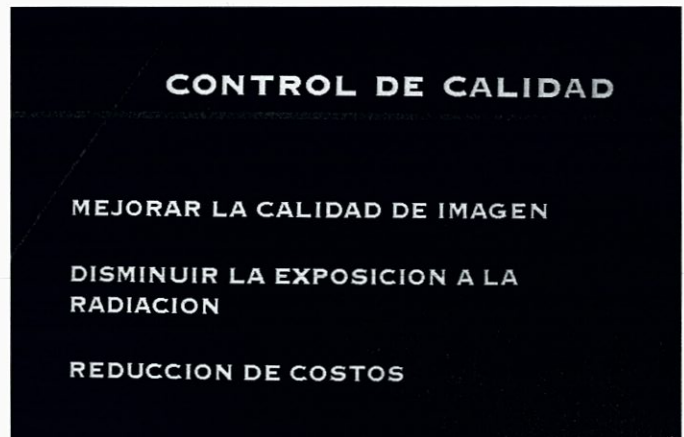 CONTROL DE CALIDAD
MEJORAR LA CALIDAD DE IMAGEN
DISMINUIR LA EXPOSICION A LA
RADIACION
REDUCCION DE COSTOS